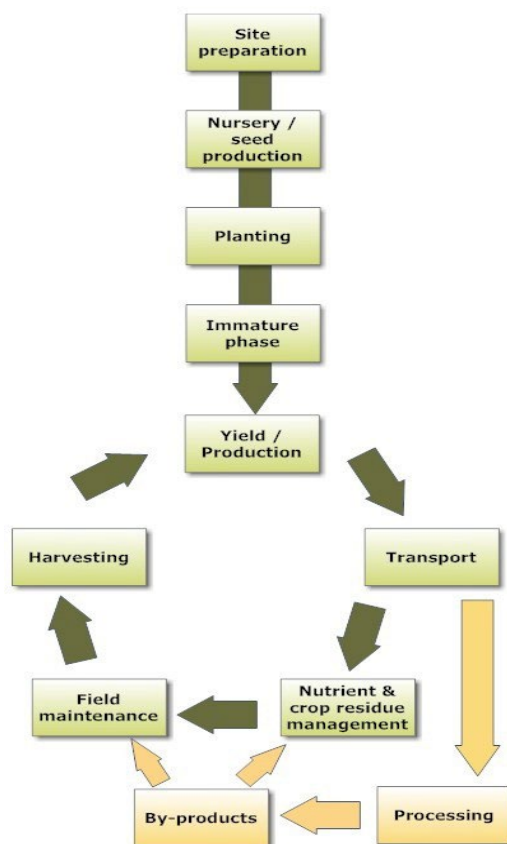 Site
preparation
Nursery /
seed
production
Planting
Immature
phase
Yield /
Production
Harvesting
Transport
Field
maintenance
Nutrient &
crop residue
management
By-products
Processing